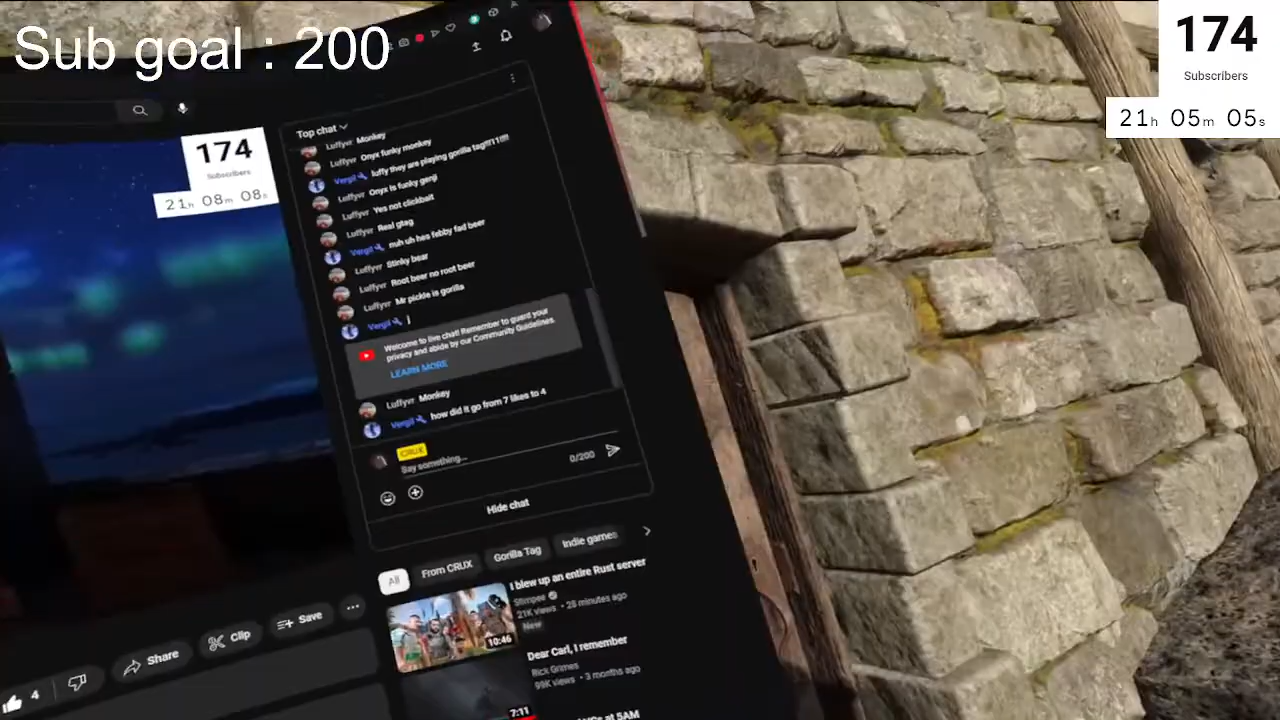 Sub goal : 200
174
Subscribers
21h 05m 05s
174
Subscribers
21h 08m 08s
Top chat
Luffyvr Monkey
Luffyvr Onyx funky monkey
Vergil luffy they are playing gorilla tag!!!11!!!!
Luffyvr Onyx is funky genji
Luffyvr Yes not clickbait
Luffyvr Real gtag
Vergil nuh uh hes febby fad beer
Luffyvr Stinky bear
Luffyvr Root beer no root beer
Luffyvr Mr pickle is gorilla
Vergil
Welcome to live chat! Remember to guard your
privacy and abide by our Community Guidelines.
LEARN MORE
Luffyvr Monkey
Vergil how did it go from 7 likes to 4
CRUX
Say something...
0/200
Hide chat
All
From CRUX
Gorilla Tag
Indie games
I blew up an entire Rust server
Slimpee
21K views • 28 minutes ago
New
10:46
Dear Carl, I remember
Rick Grimes
99K views • 3 months ago
7:11
at 5AM
4
Share
Clip
Save